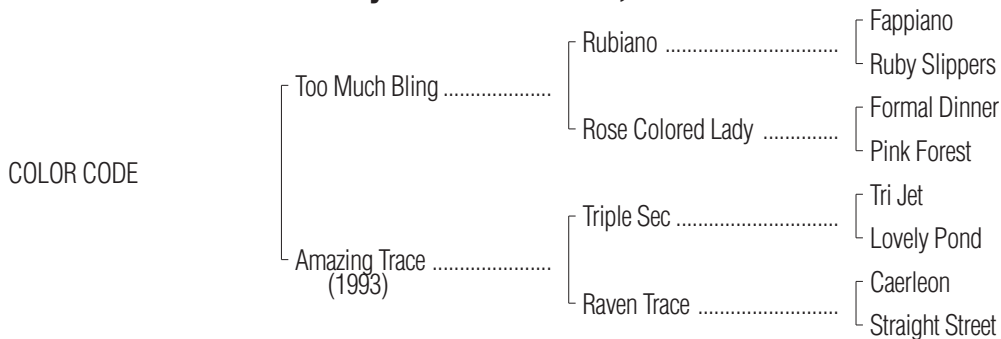 Fappiano
Rubiano ................................
Ruby Slippers
Too Much Bling ....................
Formal Dinner
Rose Colored Lady ..............
Pink Forest
COLOR CODE
Tri Jet
Triple Sec ..............................
Lovely Pond
Amazing Trace ......................
(1993)
Caerleon
Raven Trace ..........................
Straight Street